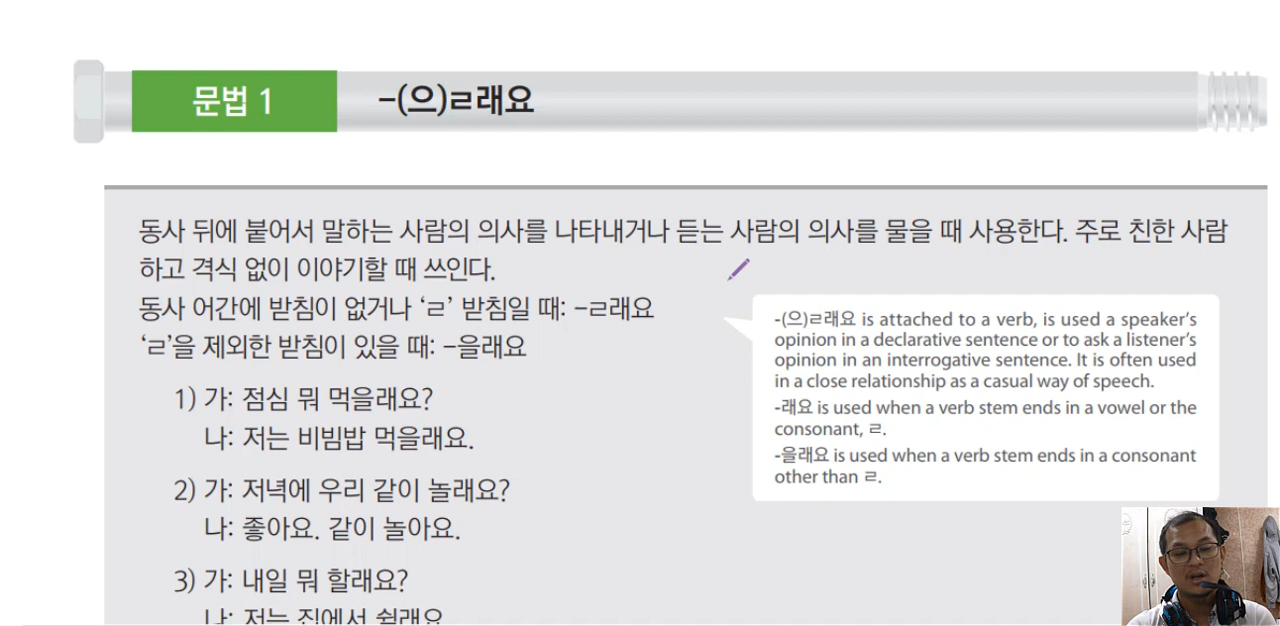 문법 1
-(으)ㄹ래요
동사 뒤에 붙어서 말하는 사람의 의사를 나타내거나 듣는 사람의 의사를 물을 때 사용한다. 주로 친한 사람
하고 격식 없이 이야기할 때 쓰인다.
동사 어간에 받침이 없거나 ‘ㄹ’ 받침일 때: -ㄹ래요
‘ㄹ’을 제외한 받침이 있을 때: -을래요
1) 가: 점심 뭐 먹을래요?
나: 저는 비빔밥 먹을래요.
2) 가: 저녁에 우리 같이 놀래요?
나: 좋아요. 같이 놀아요.
3) 가: 내일 뭐 할래요?
나: 저는 집에서 쉴래요
-(으)ㄹ래요 is attached to a verb, is used a speaker’s
opinion in a declarative sentence or to ask a listener’s
opinion in an interrogative sentence. It is often used
in a close relationship as a casual way of speech.
-래요 is used when a verb stem ends in a vowel or the
consonant, ㄹ.
-을래요 is used when a verb stem ends in a consonant
other than ㄹ.